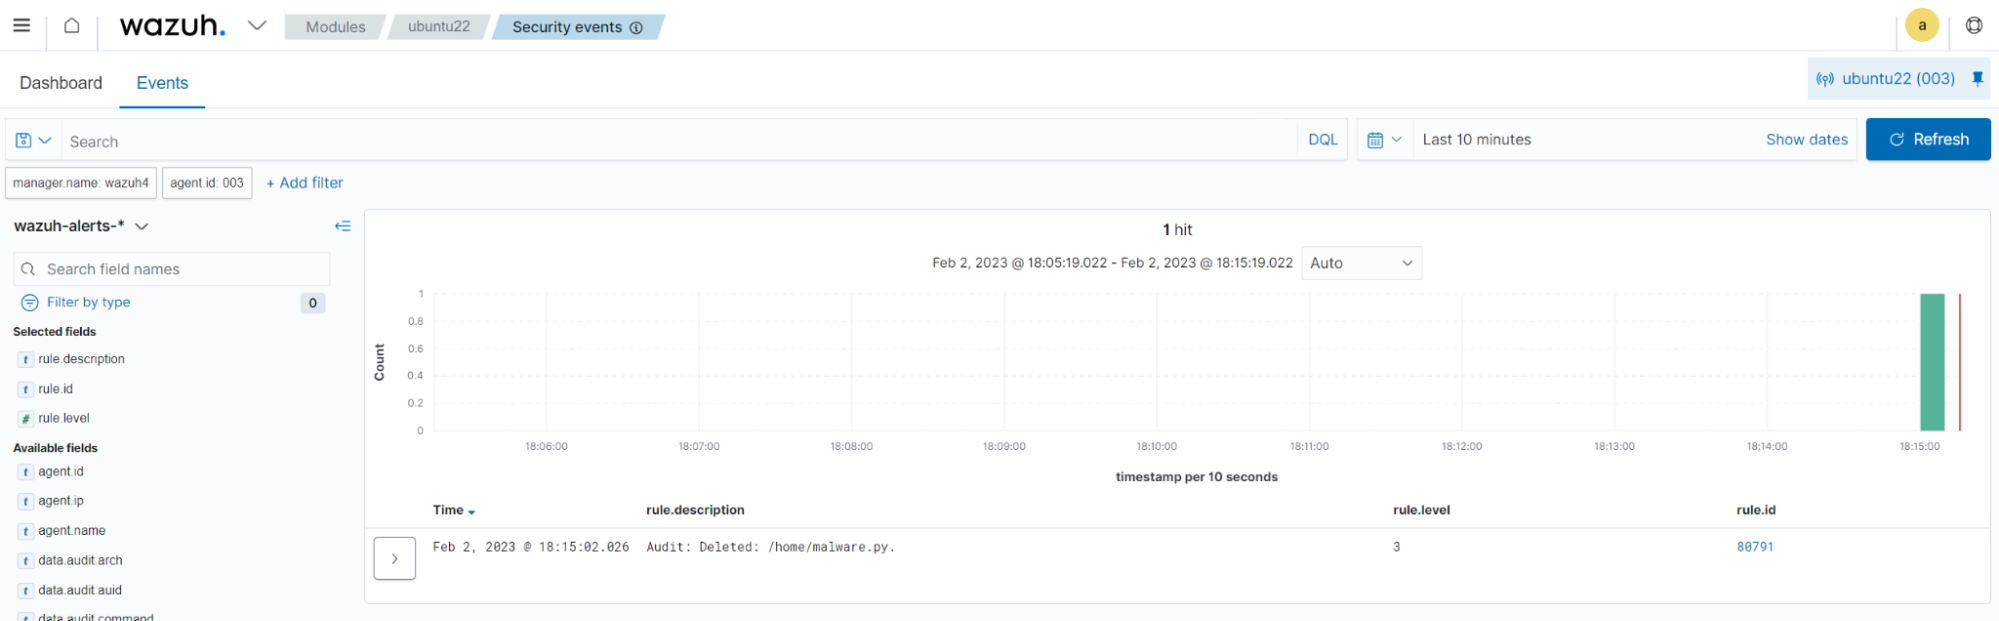 wazuh. Modules ubuntu22 Security events a
Dashboard Events ubuntu22 (003)
Search DQL Last 10 minutes Show dates Refresh
manager.name: wazuh4 agent.id: 003 + Add filter
wazuh-alerts-*
Search field names
Filter by type 0
Selected fields
t rule.description
t rule.id
# rule.level
Available fields
t agent.id
t agent.ip
t agent.name
t data.audit.arch
t data.audit.auid
t data.audit.command
1 hit
Feb 2, 2023 @ 18:05:19.022 - Feb 2, 2023 @ 18:15:19.022 Auto
Count
1
0.8
0.6
0.4
0.2
0
18:06:00 18:07:00 18:08:00 18:09:00 18:10:00 18:11:00 18:12:00 18:13:00 18:14:00 18:15:00
timestamp per 10 seconds
Time rule.description rule.level rule.id
Feb 2, 2023 @ 18:15:02.026 Audit: Deleted: /home/malware.py. 3 80791